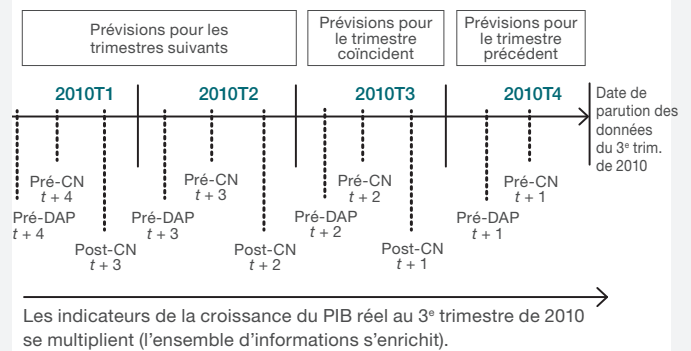 Prévisions pour les
trimestres suivants
Prévisions pour
le trimestre
coïncident
Prévisions pour
le trimestre
précédent
2010T1
2010T2
2010T3
2010T4
Date de
parution des
données
du 3e trim.
de 2010
Pré-CN
t + 4
Pré-CN
t + 3
Pré-CN
t + 2
Pré-CN
t + 1
Pré-DAP
t + 4
Pré-DAP
t + 3
Pré-DAP
t + 2
Pré-DAP
t + 1
Post-CN
t + 3
Post-CN
t + 2
Post-CN
t + 1
Les indicateurs de la croissance du PIB réel au 3e trimestre de 2010
se multiplient (l’ensemble d’informations s’enrichit).